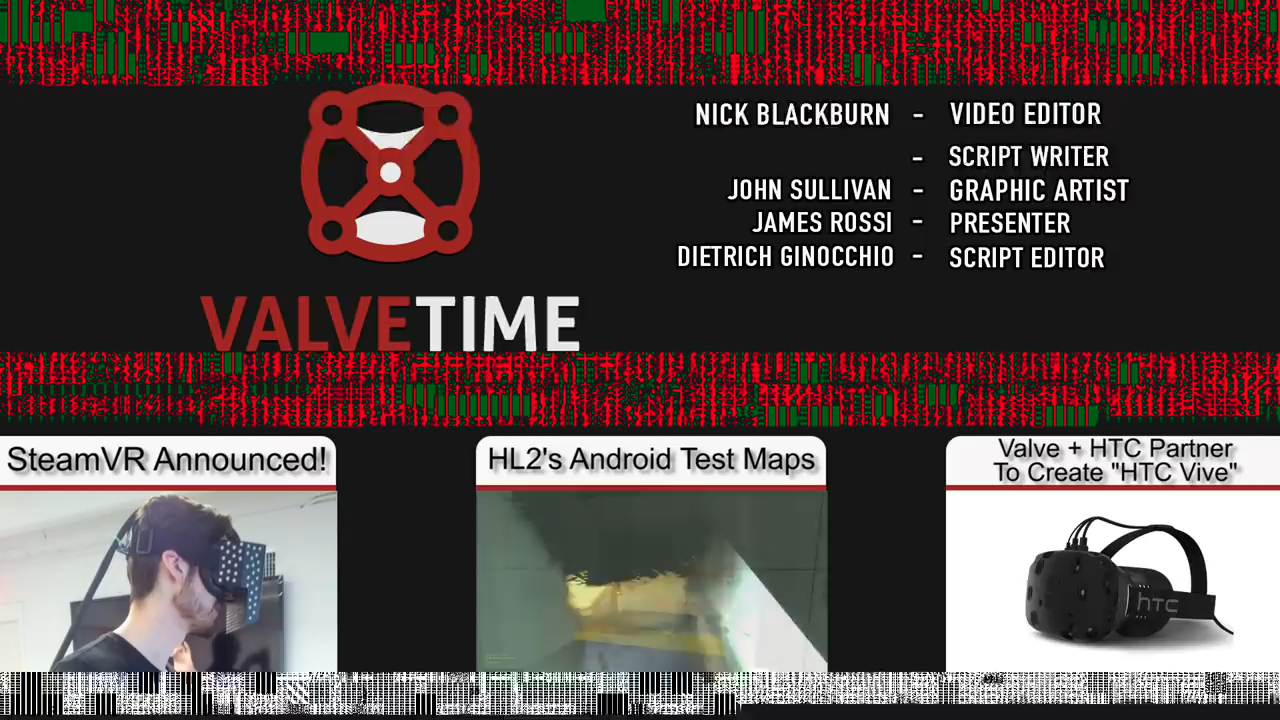 NICK BLACKBURN - VIDEO EDITOR
- SCRIPT WRITER
JOHN SULLIVAN - GRAPHIC ARTIST
JAMES ROSSI - PRESENTER
DIETRICH GINOCCHIO - SCRIPT EDITOR
VALVETIME
SteamVR Announced!
HL2's Android Test Maps
Valve + HTC Partner
To Create "HTC Vive"
hTC